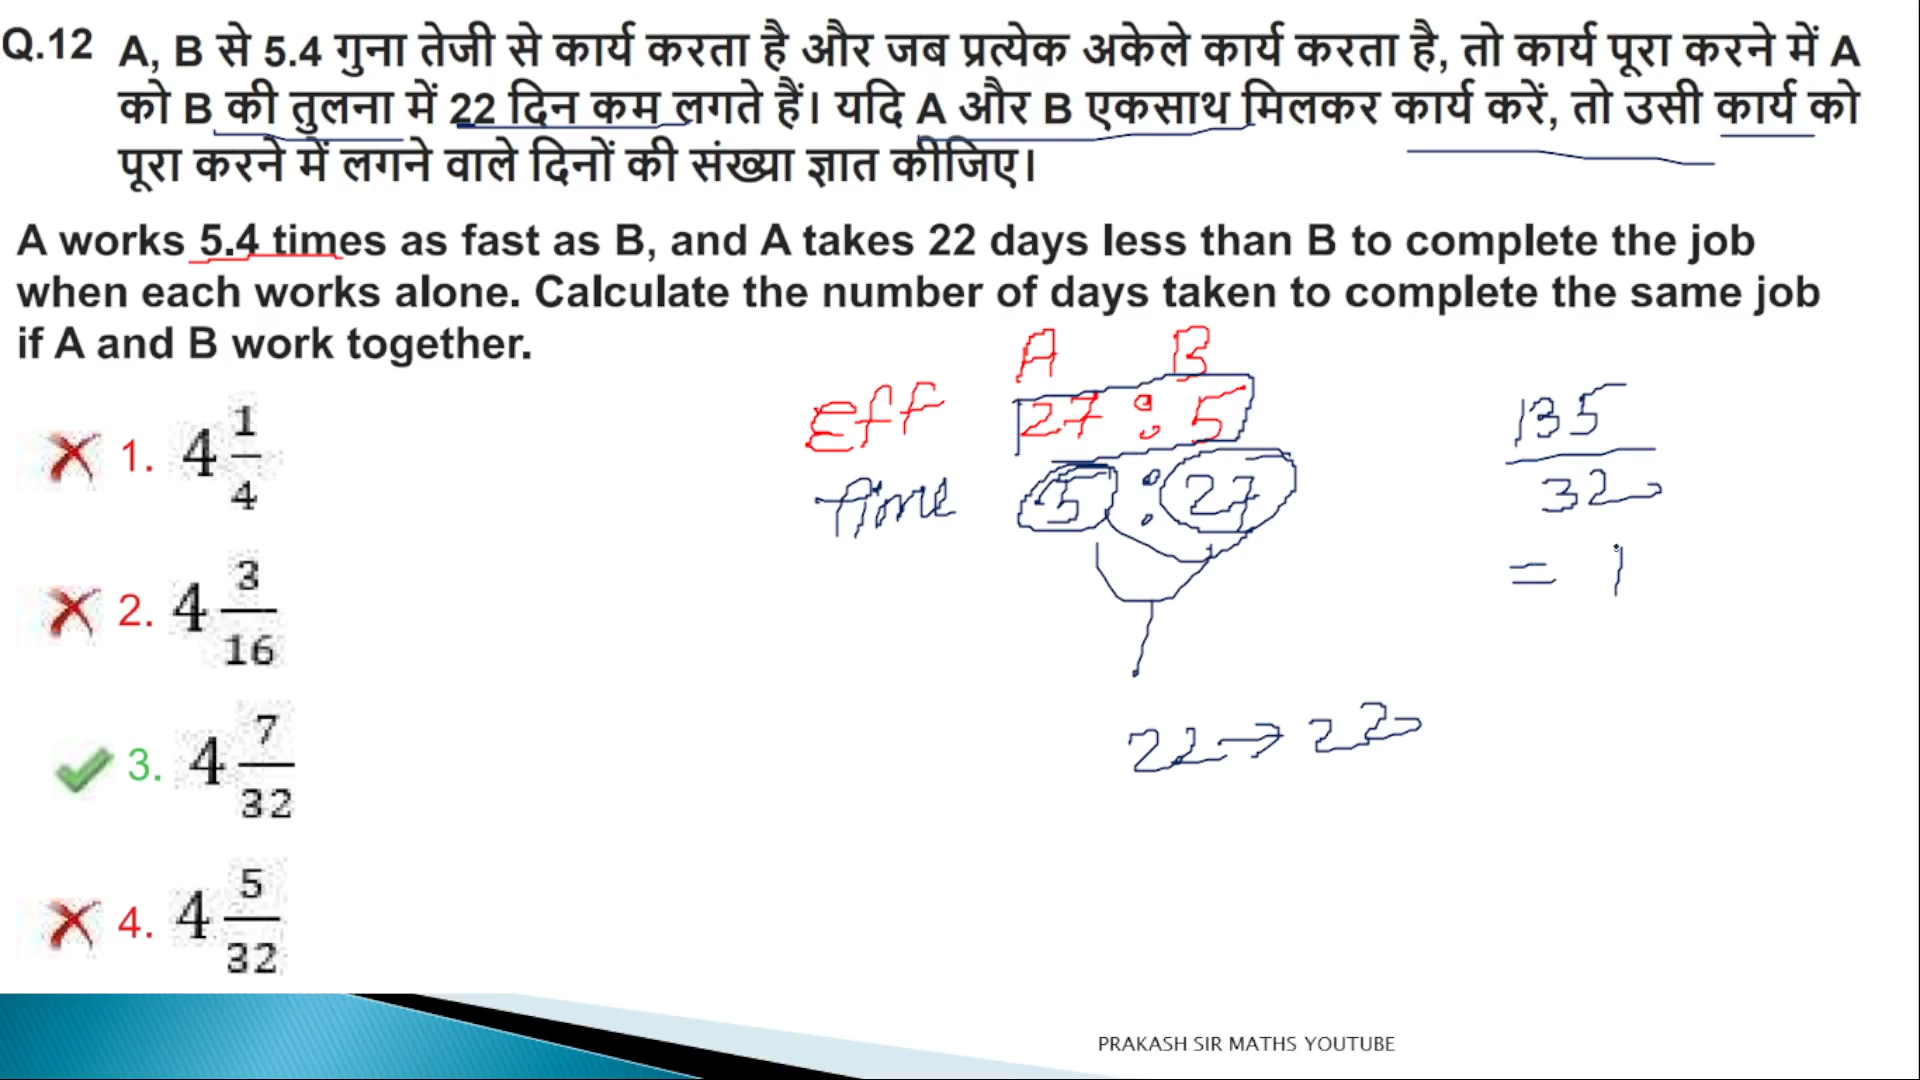 Q.12 A, B से 5.4 गुना तेजी से कार्य करता है और जब प्रत्येक अकेले कार्य करता है, तो कार्य पूरा करने में A
को B की तुलना में 22 दिन कम लगते हैं। यदि A और B एकसाथ मिलकर कार्य करें, तो उसी कार्य को
पूरा करने में लगने वाले दिनों की संख्या ज्ञात कीजिए।
A works 5.4 times as fast as B, and A takes 22 days less than B to complete the job
when each works alone. Calculate the number of days taken to complete the same job
if A and B work together.
A B
Eff 27 : 5
Time 5 : 27
22 → 22
135
32
= 1
1. 4 1/4
2. 4 3/16
3. 4 7/32
4. 4 5/32
PRAKASH SIR MATHS YOUTUBE